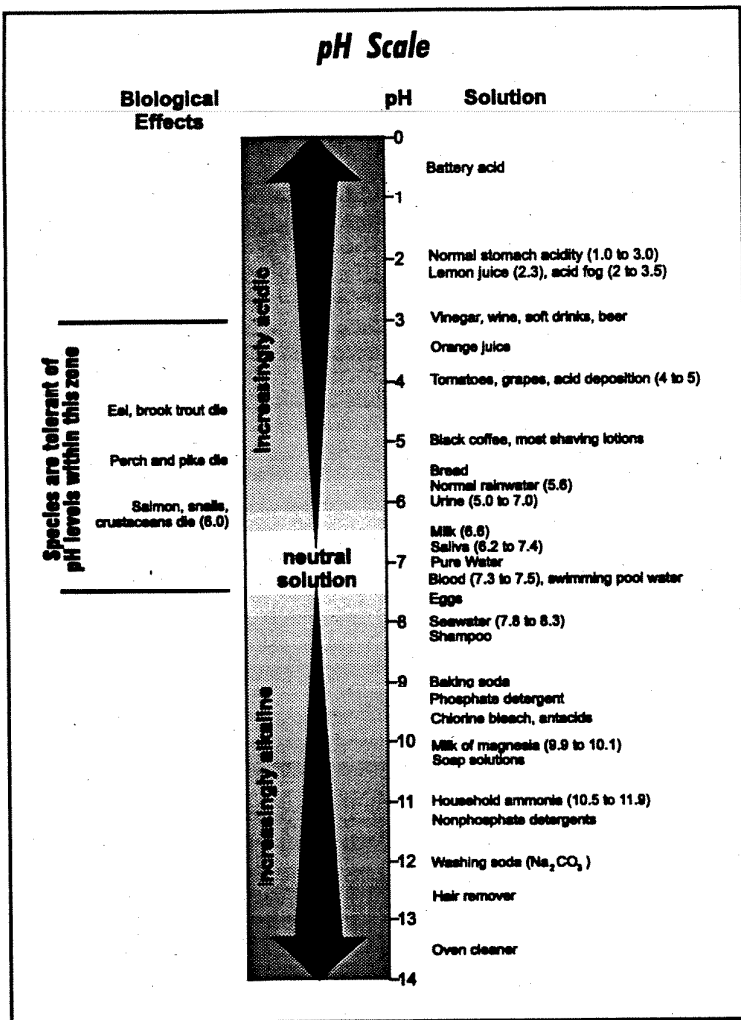 pH Scale
Biological
Effects
pH
Solution
0
Battery acid
1
2
Normal stomach acidity (1.0 to 3.0)
Lemon juice (2.3), acid fog (2 to 3.5)
3
Vinegar, wine, soft drinks, beer
Orange juice
4
Tomatoes, grapes, acid deposition (4 to 5)
5
Black coffee, most shaving lotions
Bread
Normal rainwater (5.6)
6
Urine (5.0 to 7.0)
Milk (6.6)
Saliva (6.2 to 7.4)
7
Pure Water
Blood (7.3 to 7.5), swimming pool water
Eggs
8
Seawater (7.8 to 8.3)
Shampoo
9
Baking soda
Phosphate detergent
Chlorine bleach, antacids
10
Milk of magnesia (9.9 to 10.1)
Soap solutions
11
Household ammonia (10.5 to 11.9)
Nonphosphate detergents
12
Washing soda (Na₂CO₃)
Hair remover
13
Oven cleaner
14
Increasingly acidic
neutral
solution
Increasingly alkaline
Species are tolerant of
pH levels within this zone
Eel, brook trout die
Perch and pike die
Salmon, snails,
crustaceans die (6.0)